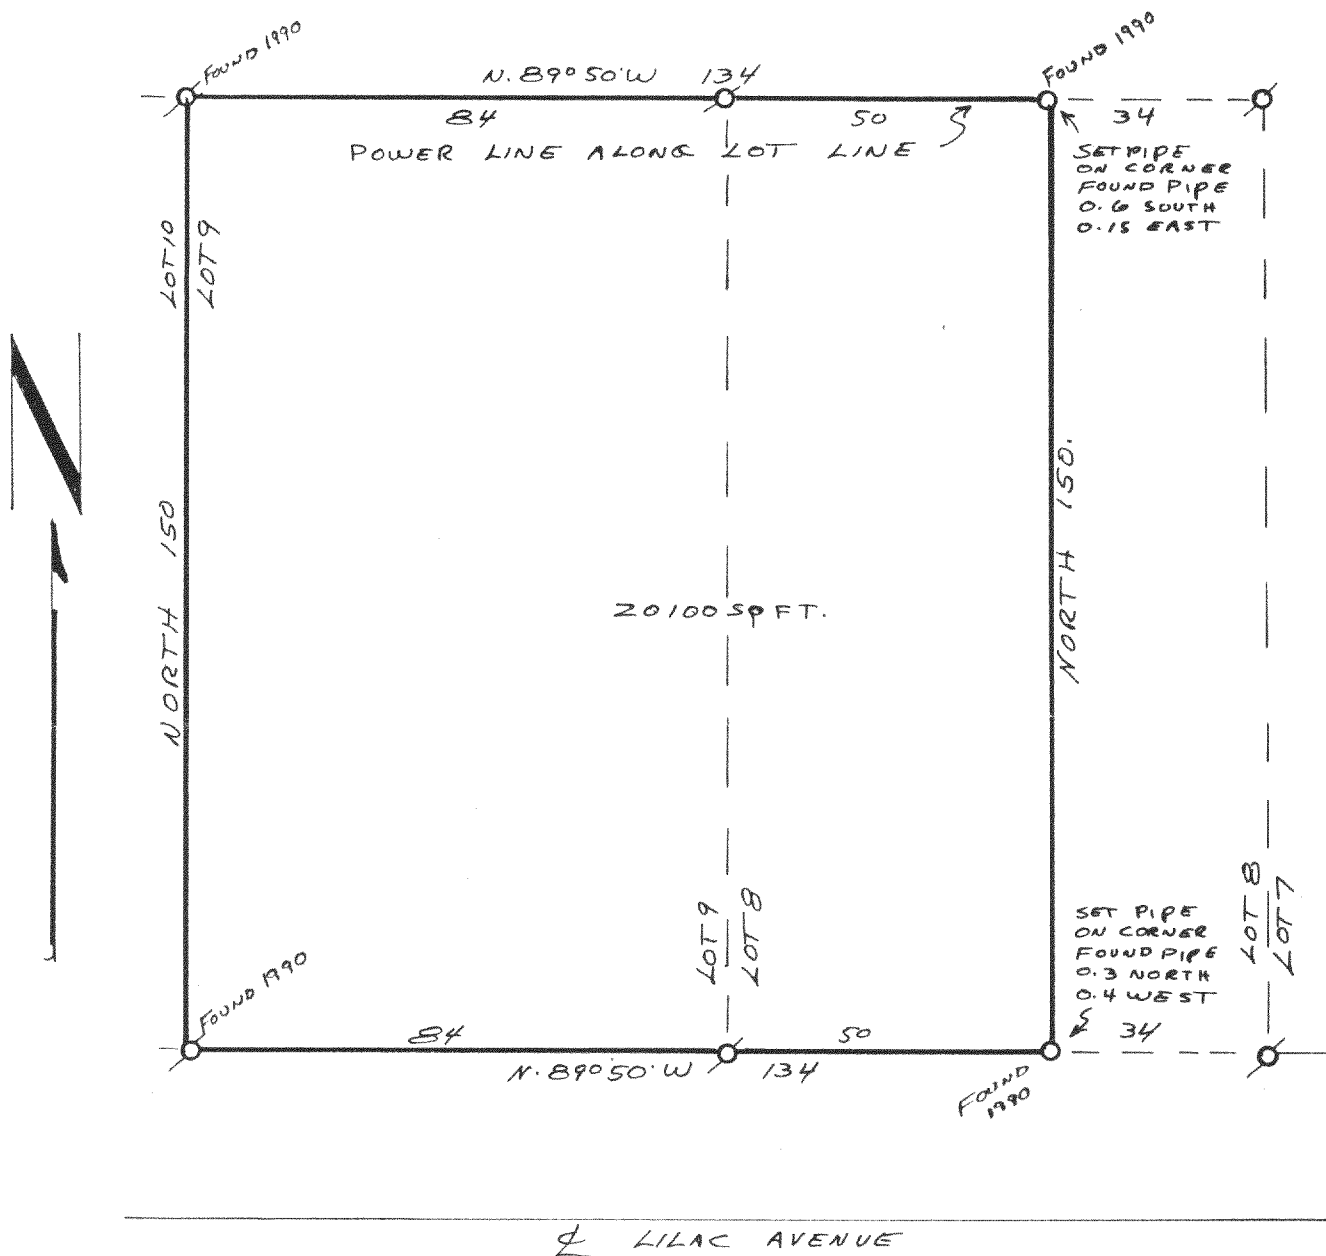 FOUND 1990
FOUND 1990
N. 89° 50' W 134
84
50
34
POWER LINE ALONG LOT LINE
SET PIPE
ON CORNER
FOUND PIPE
0.6 SOUTH
0.15 EAST
LOT 10
LOT 9
N
NORTH 150
NORTH 150.
20100 SQ FT.
LOT 9
LOT 8
LOT 8
LOT 7
SET PIPE
ON CORNER
FOUND PIPE
0.3 NORTH
0.4 WEST
FOUND 1990
84
50
34
N. 89° 50' W 134
FOUND
1990
℄ LILAC AVENUE